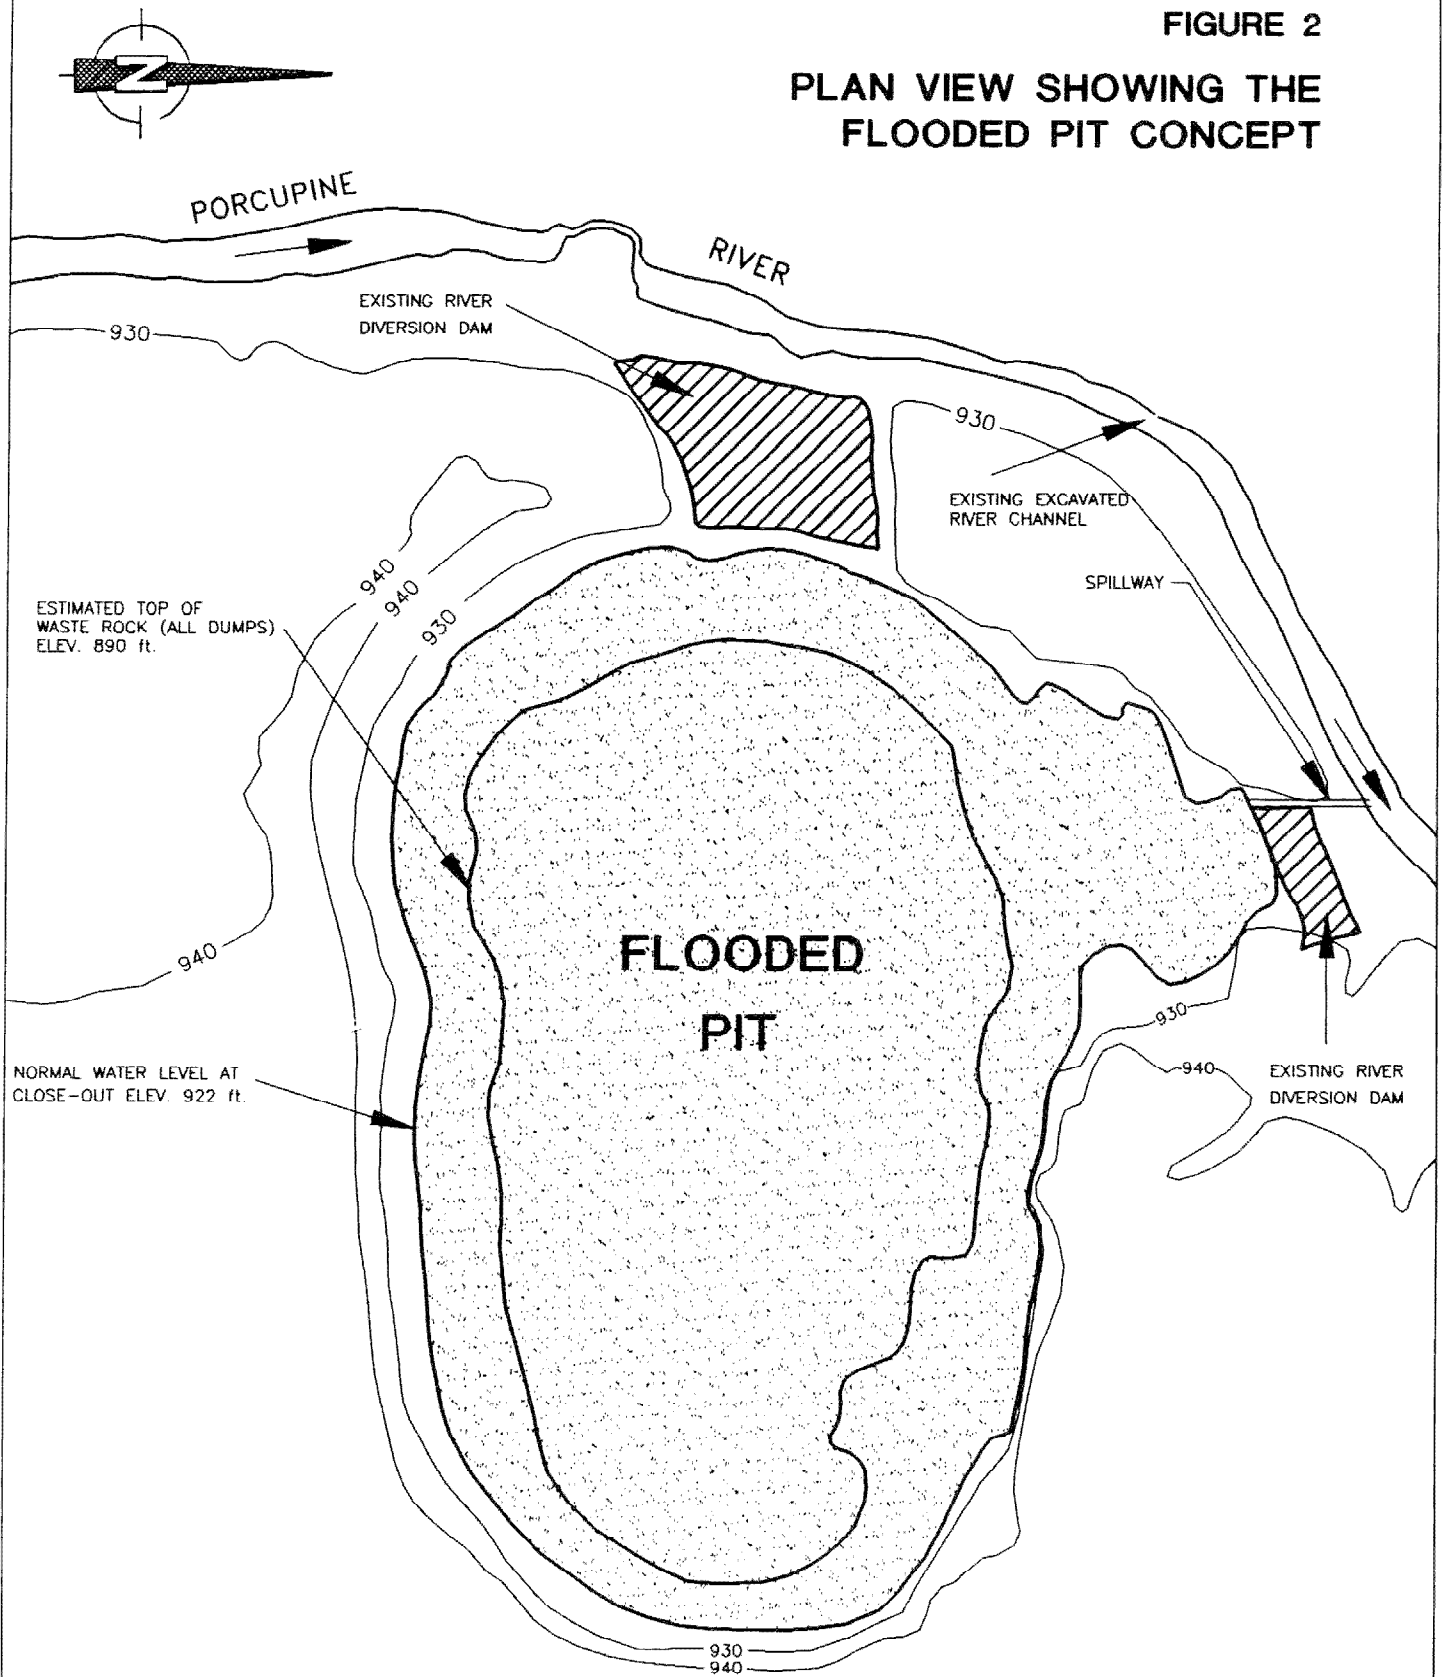 FIGURE 2
PLAN VIEW SHOWING THE
FLOODED PIT CONCEPT
N
PORCUPINE
RIVER
EXISTING RIVER
DIVERSION DAM
930
930
EXISTING EXCAVATED
RIVER CHANNEL
SPILLWAY
940
940
930
ESTIMATED TOP OF
WASTE ROCK (ALL DUMPS)
ELEV. 890 ft.
940
FLOODED
PIT
930
940
EXISTING RIVER
DIVERSION DAM
NORMAL WATER LEVEL AT
CLOSE-OUT ELEV. 922 ft.
930
940